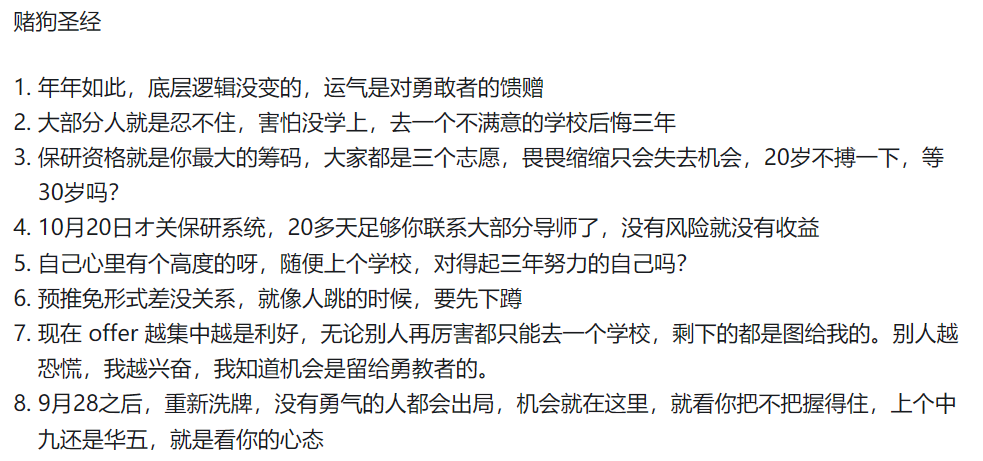 赌狗圣经
1. 年年如此，底层逻辑没变的，运气是对勇敢者的馈赠
2. 大部分人就是忍不住，害怕没学上，去一个不满意的学校后悔三年
3. 保研资格就是你最大的筹码，大家都是三个志愿，畏畏缩缩只会失去机会，20岁不搏一下，等
30岁吗？
4. 10月20日才关保研系统，20多天足够你联系大部分导师了，没有风险就没有收益
5. 自己心里有个高度的呀，随便上个学校，对得起三年努力的自己吗？
6. 预推免形式差没关系，就像人跳的时候，要先下蹲
7. 现在 offer 越集中越是利好，无论别人再厉害都只能去一个学校，剩下的都是图给我的。别人越
恐慌，我越兴奋，我知道机会是留给勇教者的。
8. 9月28之后，重新洗牌，没有勇气的人都会出局，机会就在这里，就看你把不把握得住，上个中
九还是华五，就是看你的心态